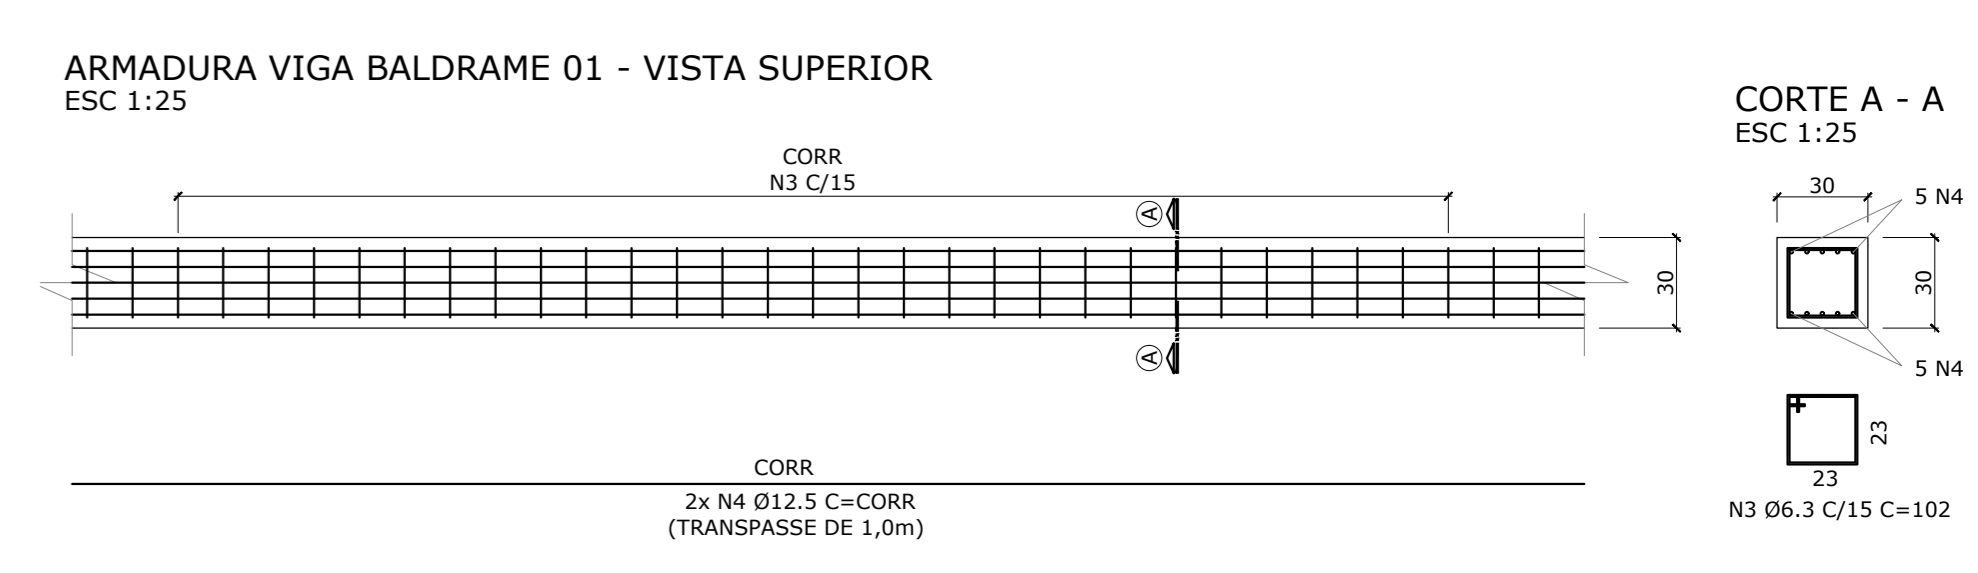 ARMADURA VIGA BALDRAME 01 - VISTA SUPERIOR
ESC 1:25
CORR
N3 C/15
A
A
30
CORR
2x N4 Ø12.5 C=CORR
(TRANSPASSE DE 1,0m)
CORTE A - A
ESC 1:25
30
5 N4
30
5 N4
23
23
N3 Ø6.3 C/15 C=102